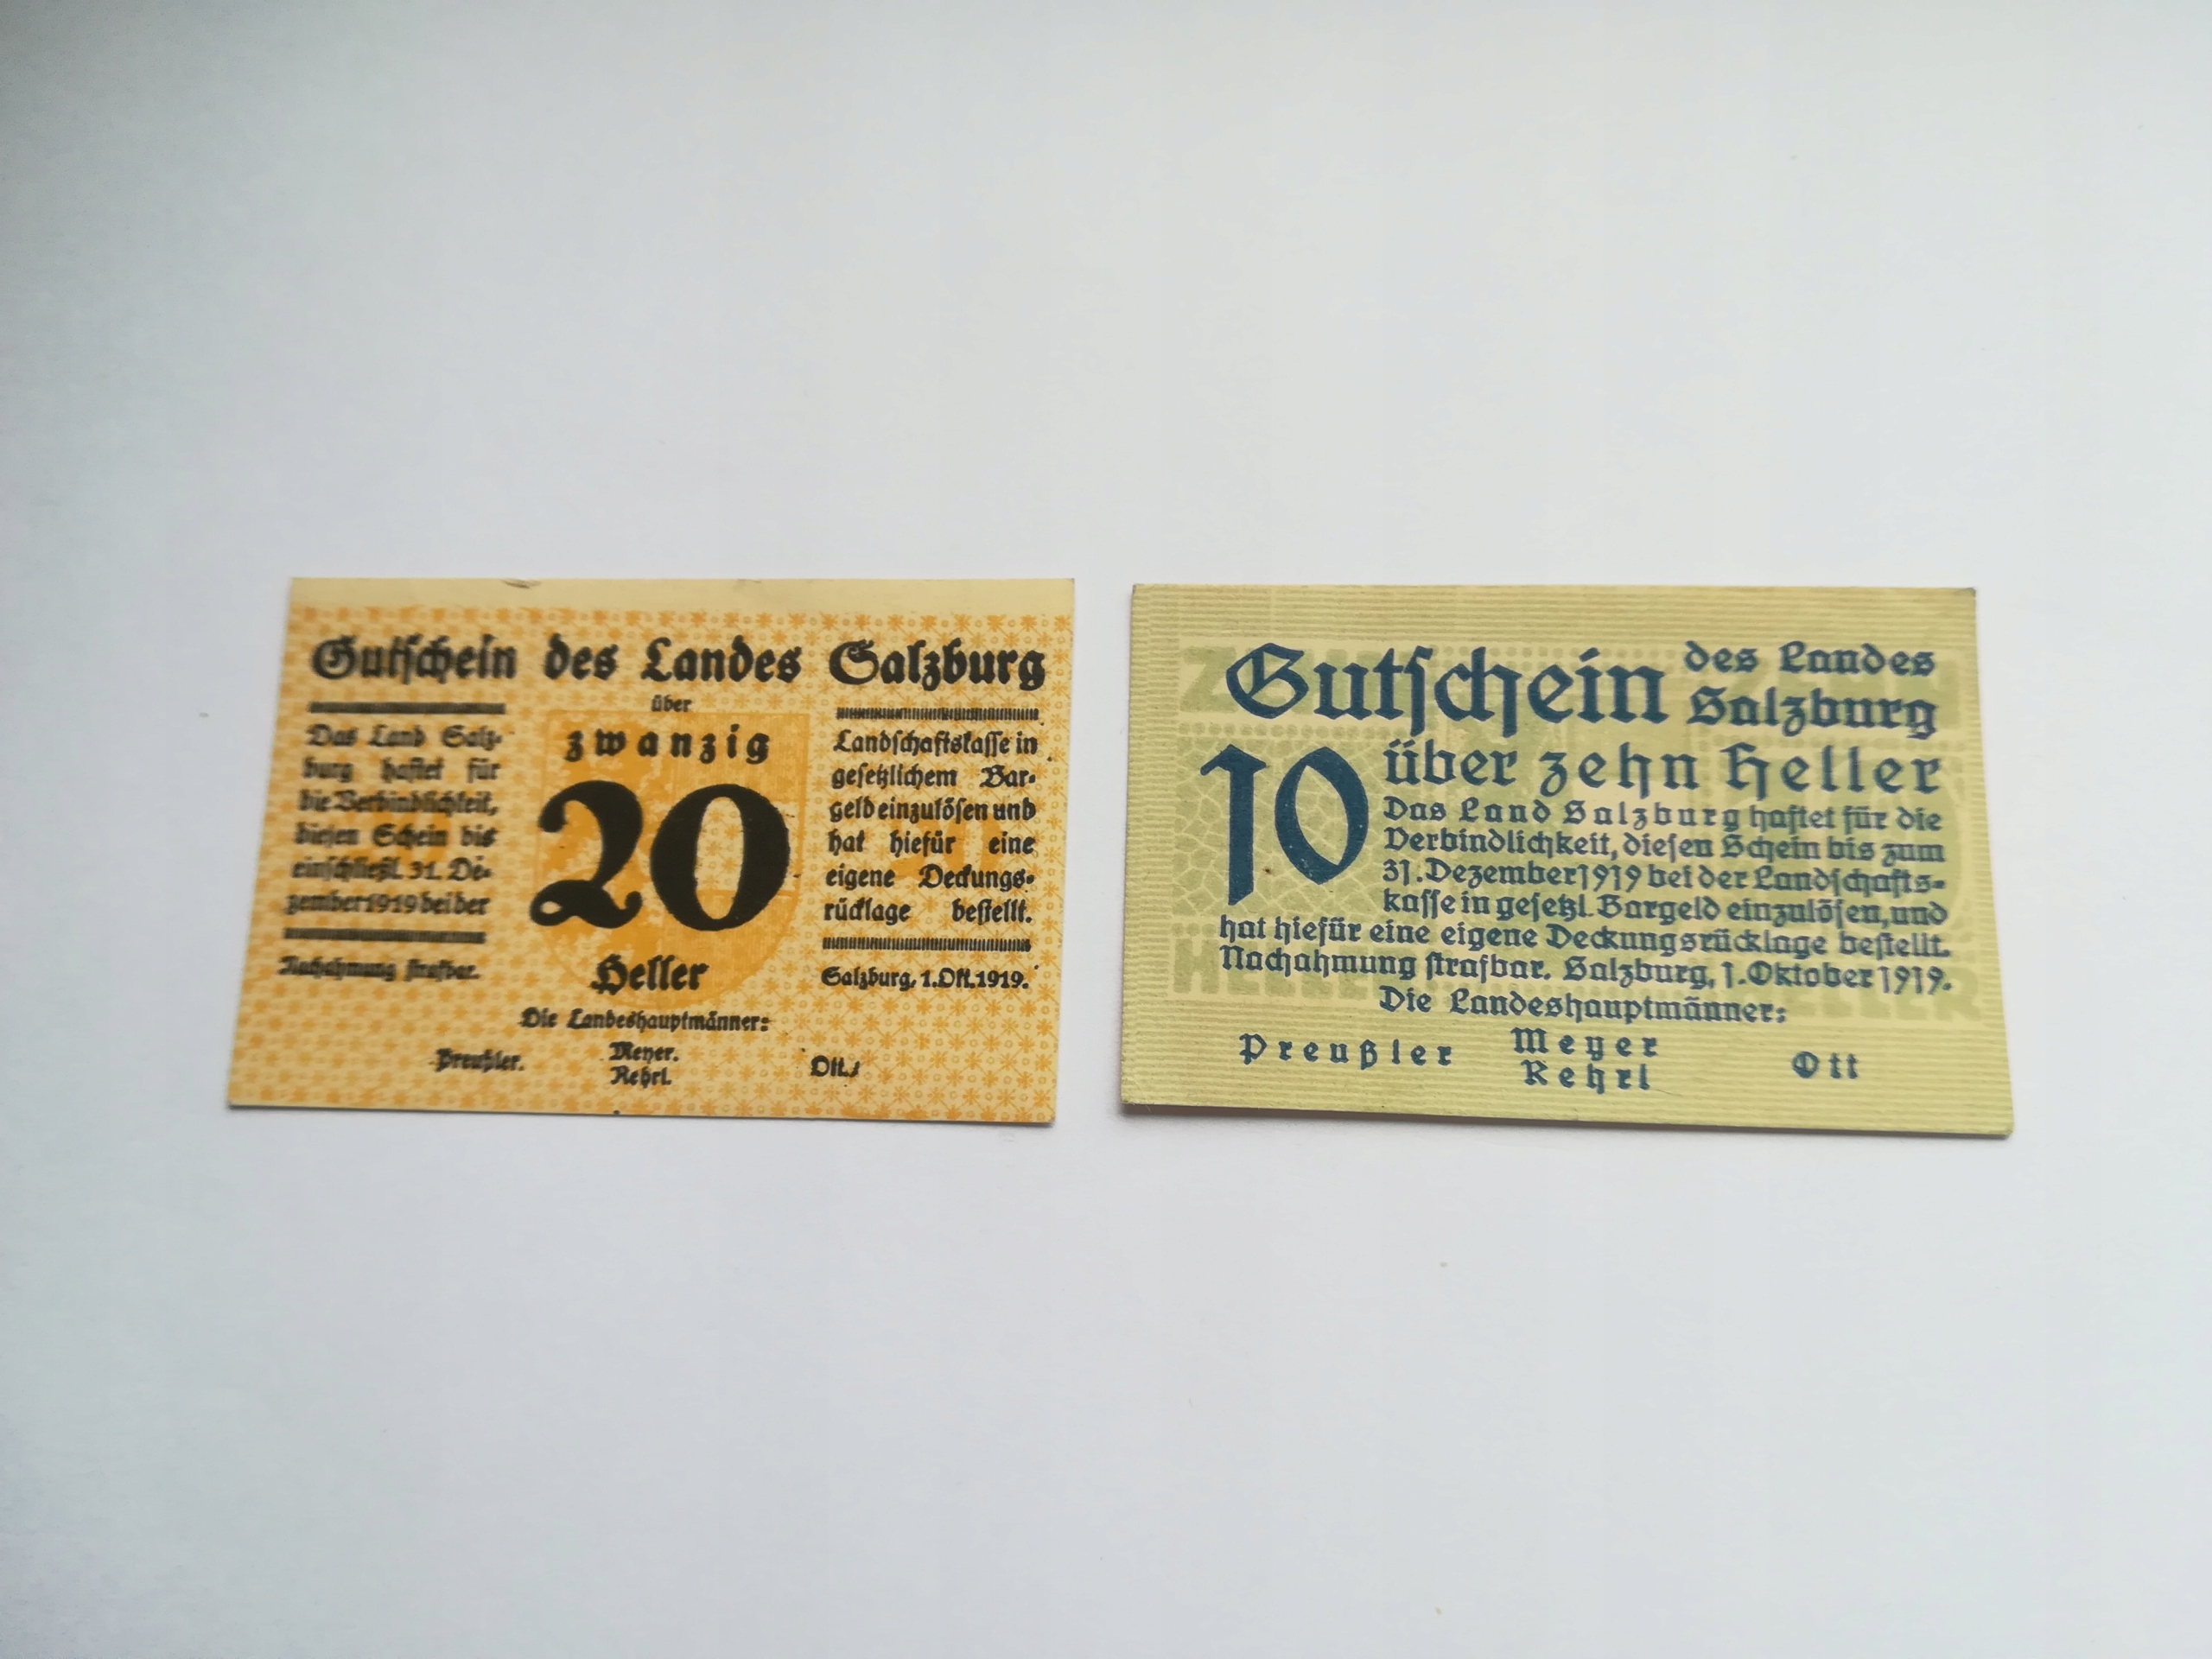 Gutschein des Landes Salzburg
über
zwanzig
20
Heller
Das Land Salz-
burg haftet für
die Verbindlichkeit,
diesen Schein bis
einschließl. 31. De-
zember 1919 bei der
Nachahmung strafbar.
Landschaftskasse in
gesetzlichem Bar-
geld einzulösen und
hat hiefür eine
eigene Deckungs-
rücklage bestellt.
Salzburg, 1. Okt. 1919.
Die Landeshauptmänner:
Preußler. Meyer. Ott.
Rehrl.
Gutschein des Landes
Salzburg
10 über zehn Heller
Das Land Salzburg haftet für die
Verbindlichkeit, diesen Schein bis zum
31. Dezember 1919 bei der Landschafts-
kasse in gesetzl. Bargeld einzulösen, und
hat hiefür eine eigene Deckungsrücklage bestellt.
Nachahmung strafbar. Salzburg, 1. Oktober 1919.
Die Landeshauptmänner:
Preußler Meyer Ott
Rehrl